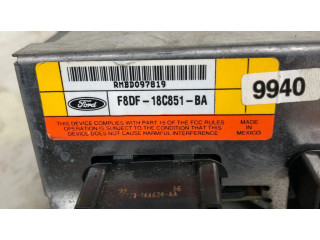 RMBD097819
Ford
F8DF-18C851-BA
9940
THIS DEVICE COMPLIES WITH PART 15 OF THE FCC RULES
OPERATION IS SUBJECT TO THE CONDITION THAT THIS
DEVICE DOES NOT CAUSE HARMFUL INTERFERENCE
MADE IN
MEXICO